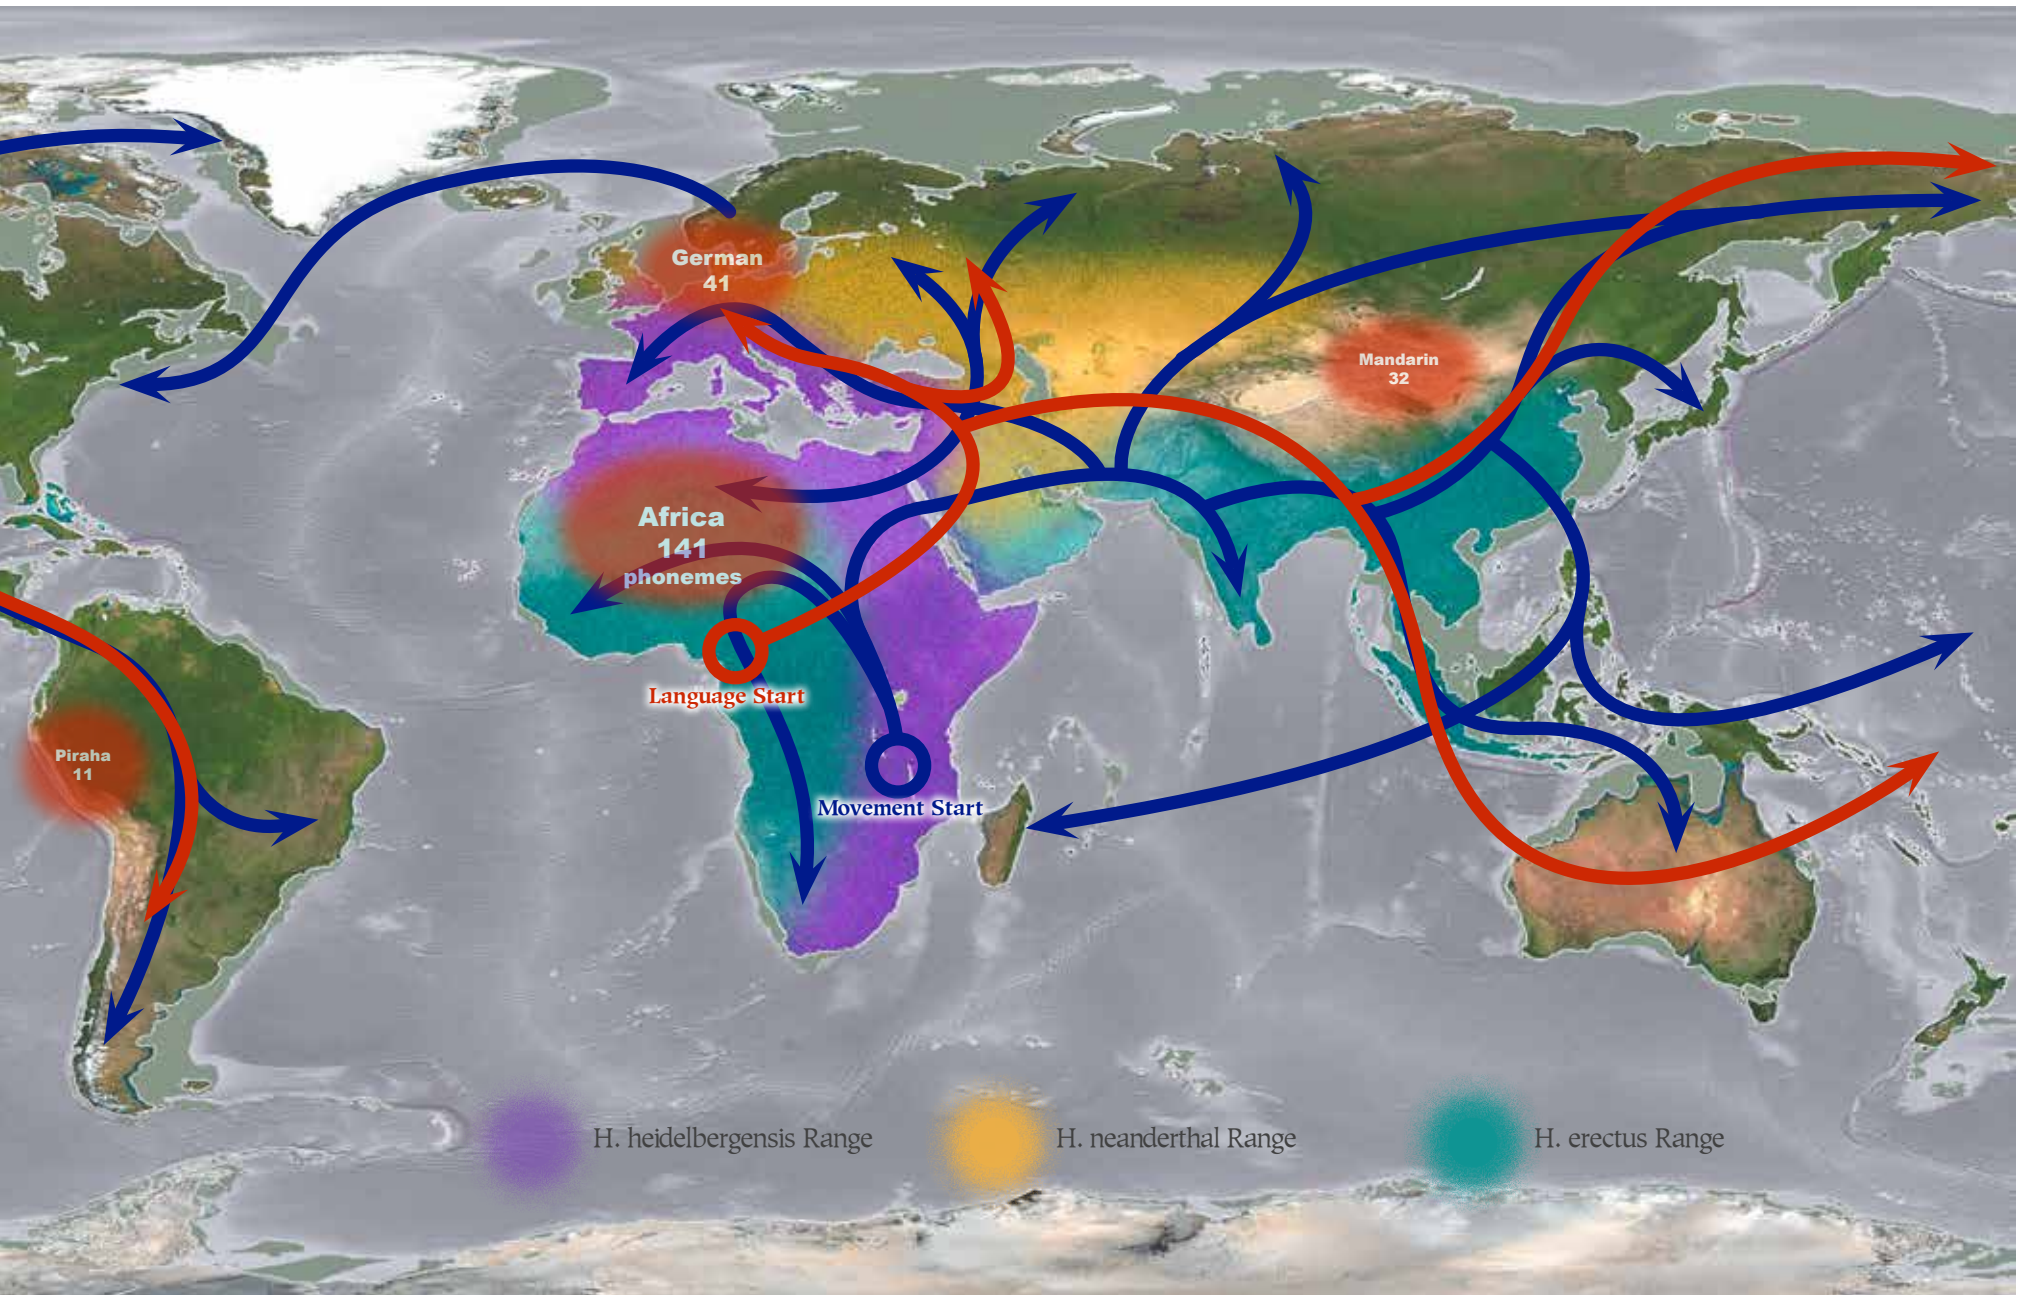 German
41
Mandarin
32
Africa
141
phonemes
Language Start
Piraha
11
Movement Start
H. heidelbergensis Range
H. neanderthal Range
H. erectus Range